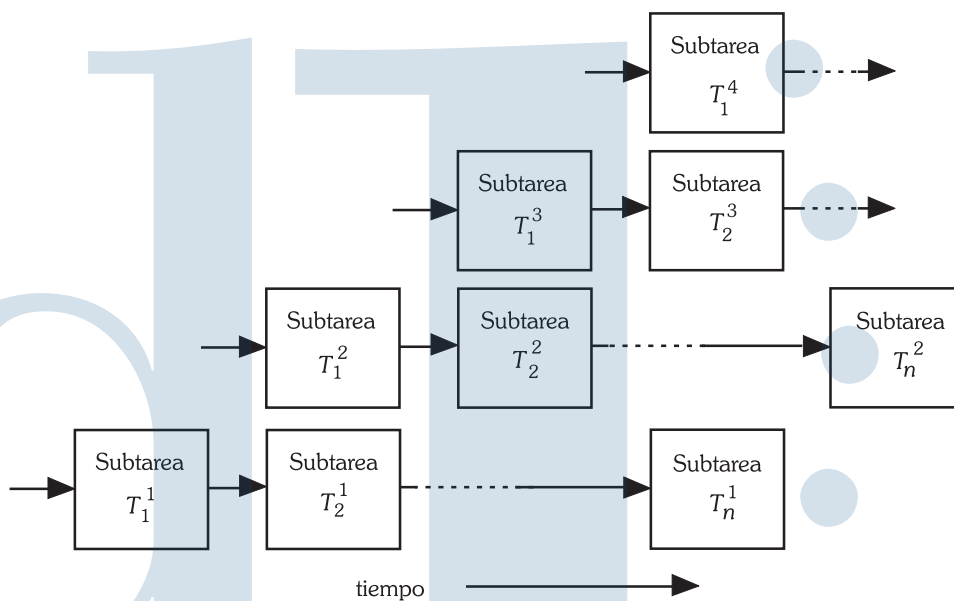 Subtarea
T₁⁴
Subtarea
T₁³
Subtarea
T₂³
Subtarea
T₁²
Subtarea
T₂²
Subtarea
Tₙ²
Subtarea
T₁¹
Subtarea
T₂¹
Subtarea
Tₙ¹
tiempo